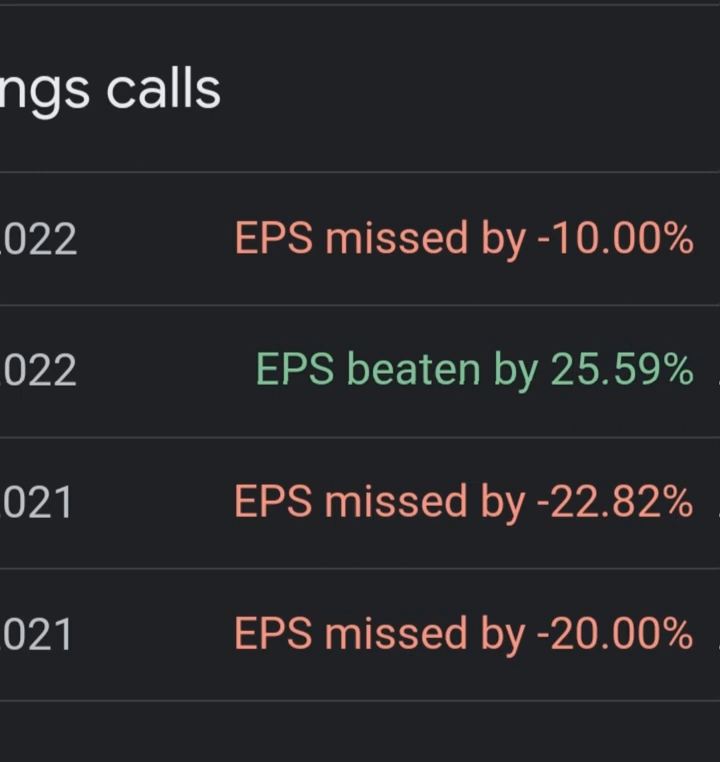 ngs calls
022 EPS missed by -10.00%
022 EPS beaten by 25.59%
021 EPS missed by -22.82%
021 EPS missed by -20.00%